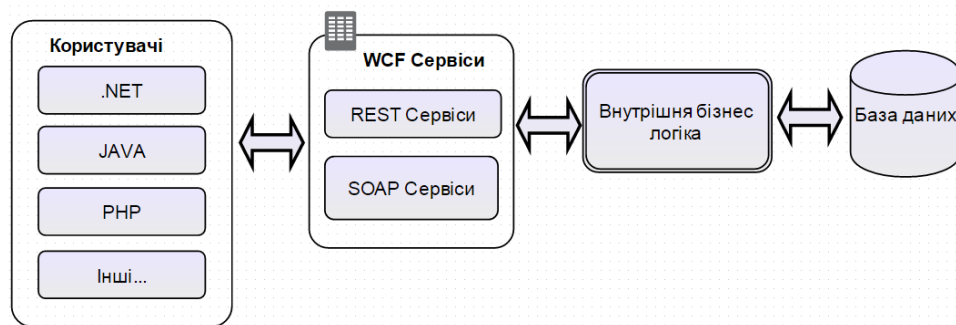 Користувачі
.NET
JAVA
PHP
Інші...
WCF Сервіси
REST Сервіси
SOAP Сервіси
Внутрішня бізнес
логіка
База даних